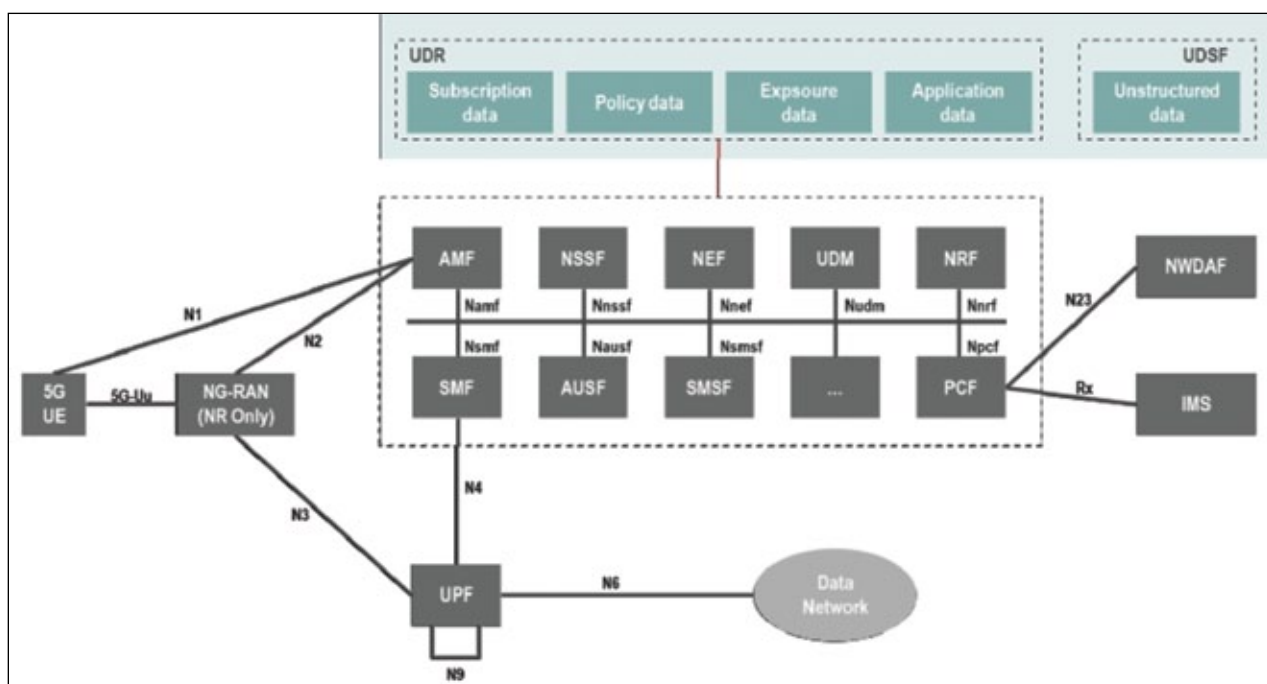 UDR
UDSF
Subscription
data
Policy data
Expsoure
data
Application
data
Unstructured
data
AMF
NSSF
NEF
UDM
NRF
NWDAF
Namf
Nnssf
Nnef
Nudm
Nnrf
N23
N1
N2
Nsmf
Nausf
Nsmsf
Npcf
5G
UE
5G-Uu
NG-RAN
(NR Only)
SMF
AUSF
SMSF
...
PCF
Rx
IMS
N4
N3
UPF
N6
Data
Network
N9